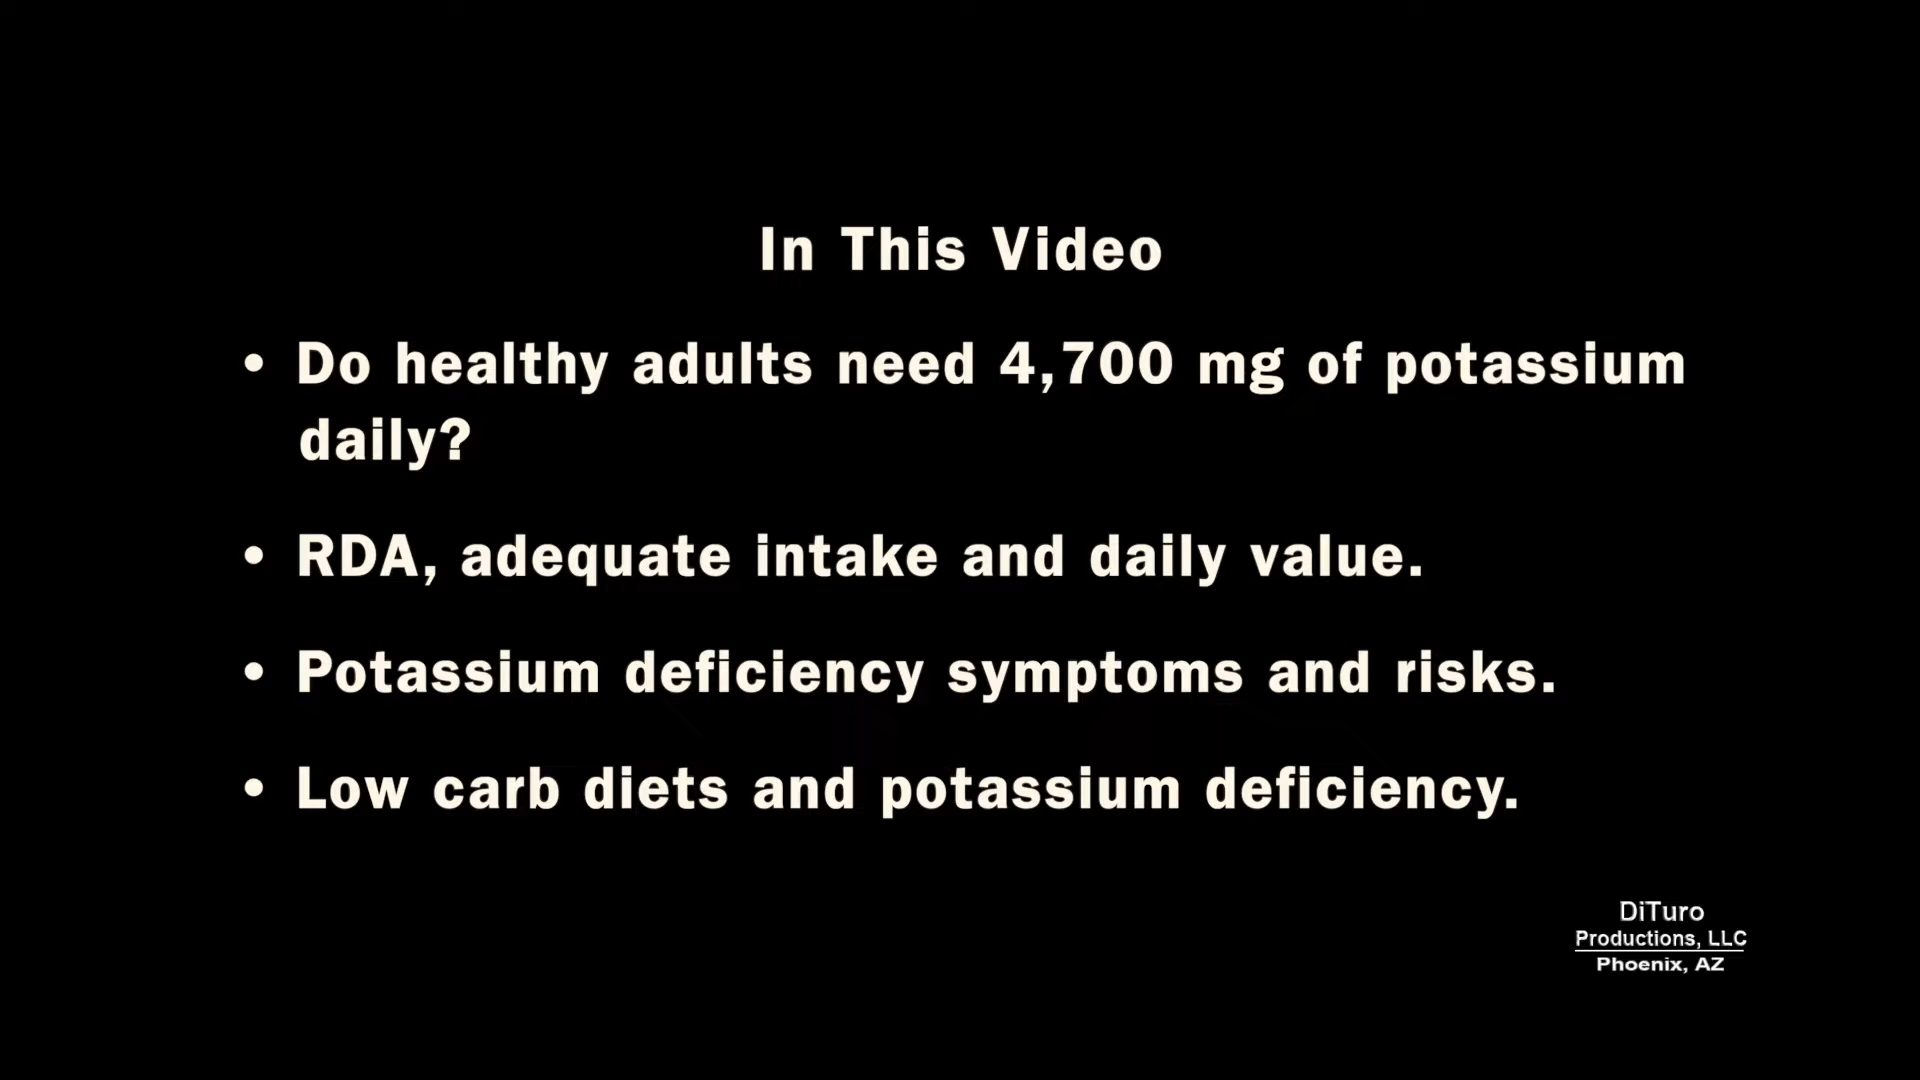 In This Video
• Do healthy adults need 4,700 mg of potassium
daily?
• RDA, adequate intake and daily value.
• Potassium deficiency symptoms and risks.
• Low carb diets and potassium deficiency.
DiTuro
Productions, LLC
Phoenix, AZ